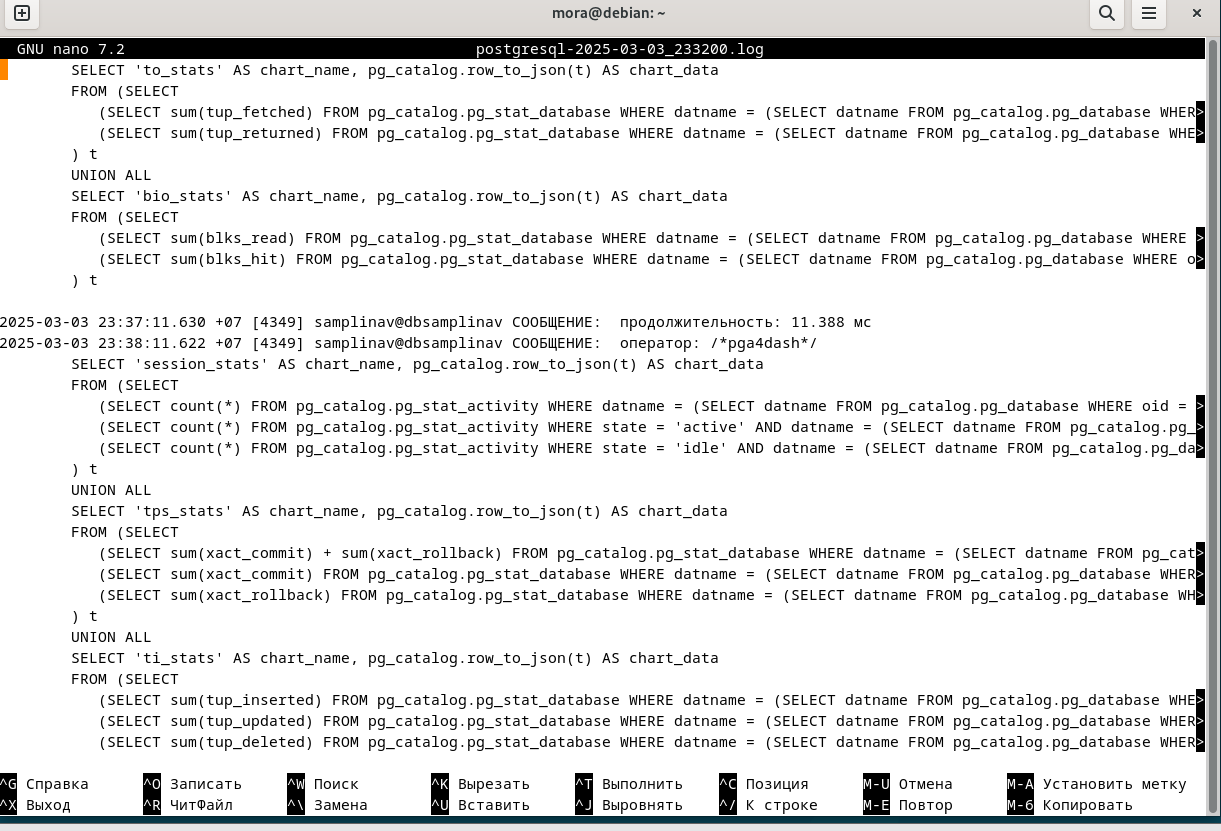 mora@debian: ~
GNU nano 7.2 postgresql-2025-03-03_233200.log
SELECT 'to_stats' AS chart_name, pg_catalog.row_to_json(t) AS chart_data
FROM (SELECT
(SELECT sum(tup_fetched) FROM pg_catalog.pg_stat_database WHERE datname = (SELECT datname FROM pg_catalog.pg_database WHER>
(SELECT sum(tup_returned) FROM pg_catalog.pg_stat_database WHERE datname = (SELECT datname FROM pg_catalog.pg_database WHE>
) t
UNION ALL
SELECT 'bio_stats' AS chart_name, pg_catalog.row_to_json(t) AS chart_data
FROM (SELECT
(SELECT sum(blks_read) FROM pg_catalog.pg_stat_database WHERE datname = (SELECT datname FROM pg_catalog.pg_database WHERE >
(SELECT sum(blks_hit) FROM pg_catalog.pg_stat_database WHERE datname = (SELECT datname FROM pg_catalog.pg_database WHERE o>
) t
2025-03-03 23:37:11.630 +07 [4349] samplinav@dbsamplinav СООБЩЕНИЕ:  продолжительность: 11.388 мс
2025-03-03 23:38:11.622 +07 [4349] samplinav@dbsamplinav СООБЩЕНИЕ:  оператор: /*pga4dash*/
SELECT 'session_stats' AS chart_name, pg_catalog.row_to_json(t) AS chart_data
FROM (SELECT
(SELECT count(*) FROM pg_catalog.pg_stat_activity WHERE datname = (SELECT datname FROM pg_catalog.pg_database WHERE oid = >
(SELECT count(*) FROM pg_catalog.pg_stat_activity WHERE state = 'active' AND datname = (SELECT datname FROM pg_catalog.pg_>
(SELECT count(*) FROM pg_catalog.pg_stat_activity WHERE state = 'idle' AND datname = (SELECT datname FROM pg_catalog.pg_da>
) t
UNION ALL
SELECT 'tps_stats' AS chart_name, pg_catalog.row_to_json(t) AS chart_data
FROM (SELECT
(SELECT sum(xact_commit) + sum(xact_rollback) FROM pg_catalog.pg_stat_database WHERE datname = (SELECT datname FROM pg_cat>
(SELECT sum(xact_commit) FROM pg_catalog.pg_stat_database WHERE datname = (SELECT datname FROM pg_catalog.pg_database WHER>
(SELECT sum(xact_rollback) FROM pg_catalog.pg_stat_database WHERE datname = (SELECT datname FROM pg_catalog.pg_database WH>
) t
UNION ALL
SELECT 'ti_stats' AS chart_name, pg_catalog.row_to_json(t) AS chart_data
FROM (SELECT
(SELECT sum(tup_inserted) FROM pg_catalog.pg_stat_database WHERE datname = (SELECT datname FROM pg_catalog.pg_database WHE>
(SELECT sum(tup_updated) FROM pg_catalog.pg_stat_database WHERE datname = (SELECT datname FROM pg_catalog.pg_database WHER>
(SELECT sum(tup_deleted) FROM pg_catalog.pg_stat_database WHERE datname = (SELECT datname FROM pg_catalog.pg_database WHER>
^G Справка ^O Записать ^W Поиск ^K Вырезать ^T Выполнить ^C Позиция M-U Отмена M-A Установить метку
^X Выход ^R ЧитФайл ^\ Замена ^U Вставить ^J Выровнять ^/ К строке M-E Повтор M-6 Копировать